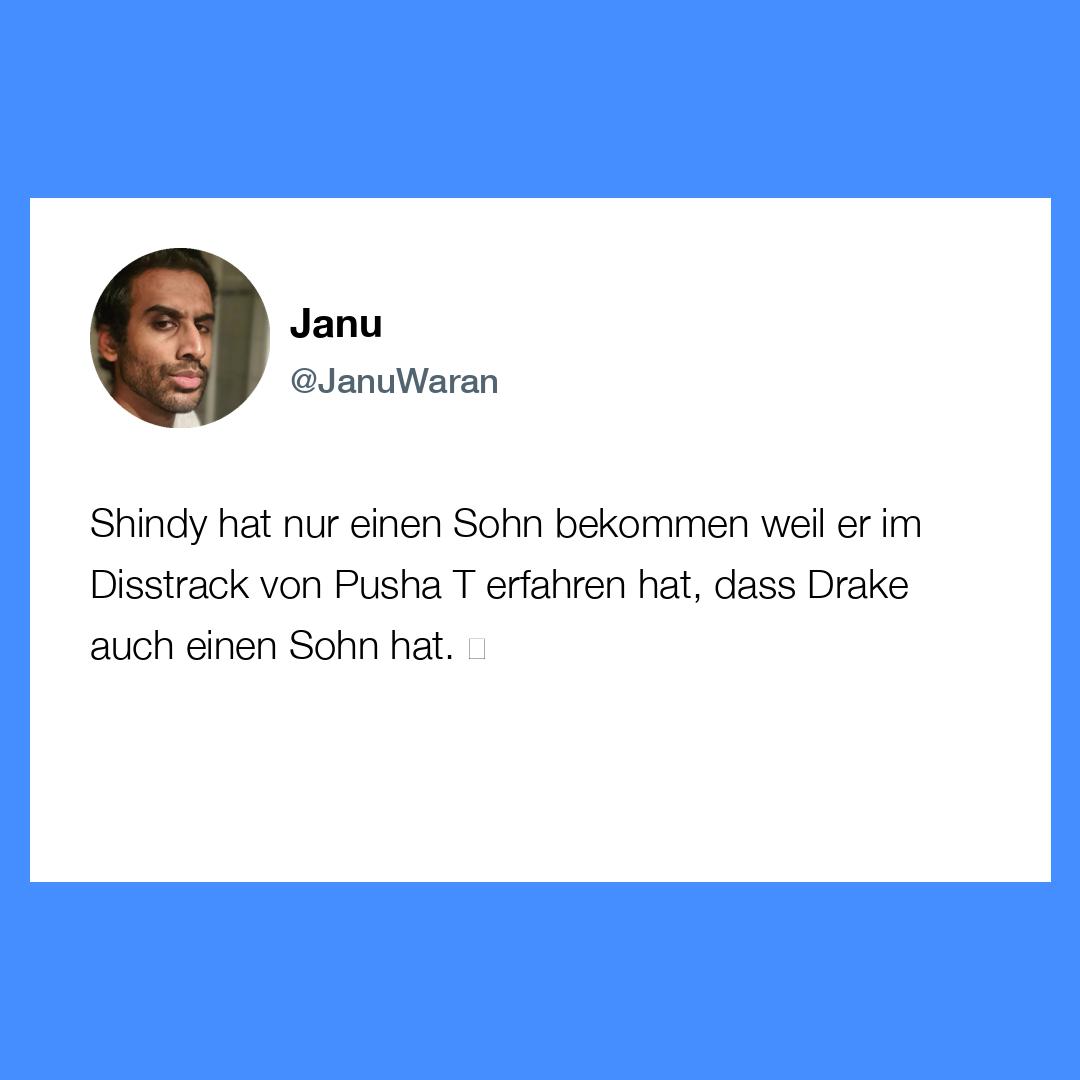 Janu
@JanuWaran
Shindy hat nur einen Sohn bekommen weil er im
Disstrack von Pusha T erfahren hat, dass Drake
auch einen Sohn hat.